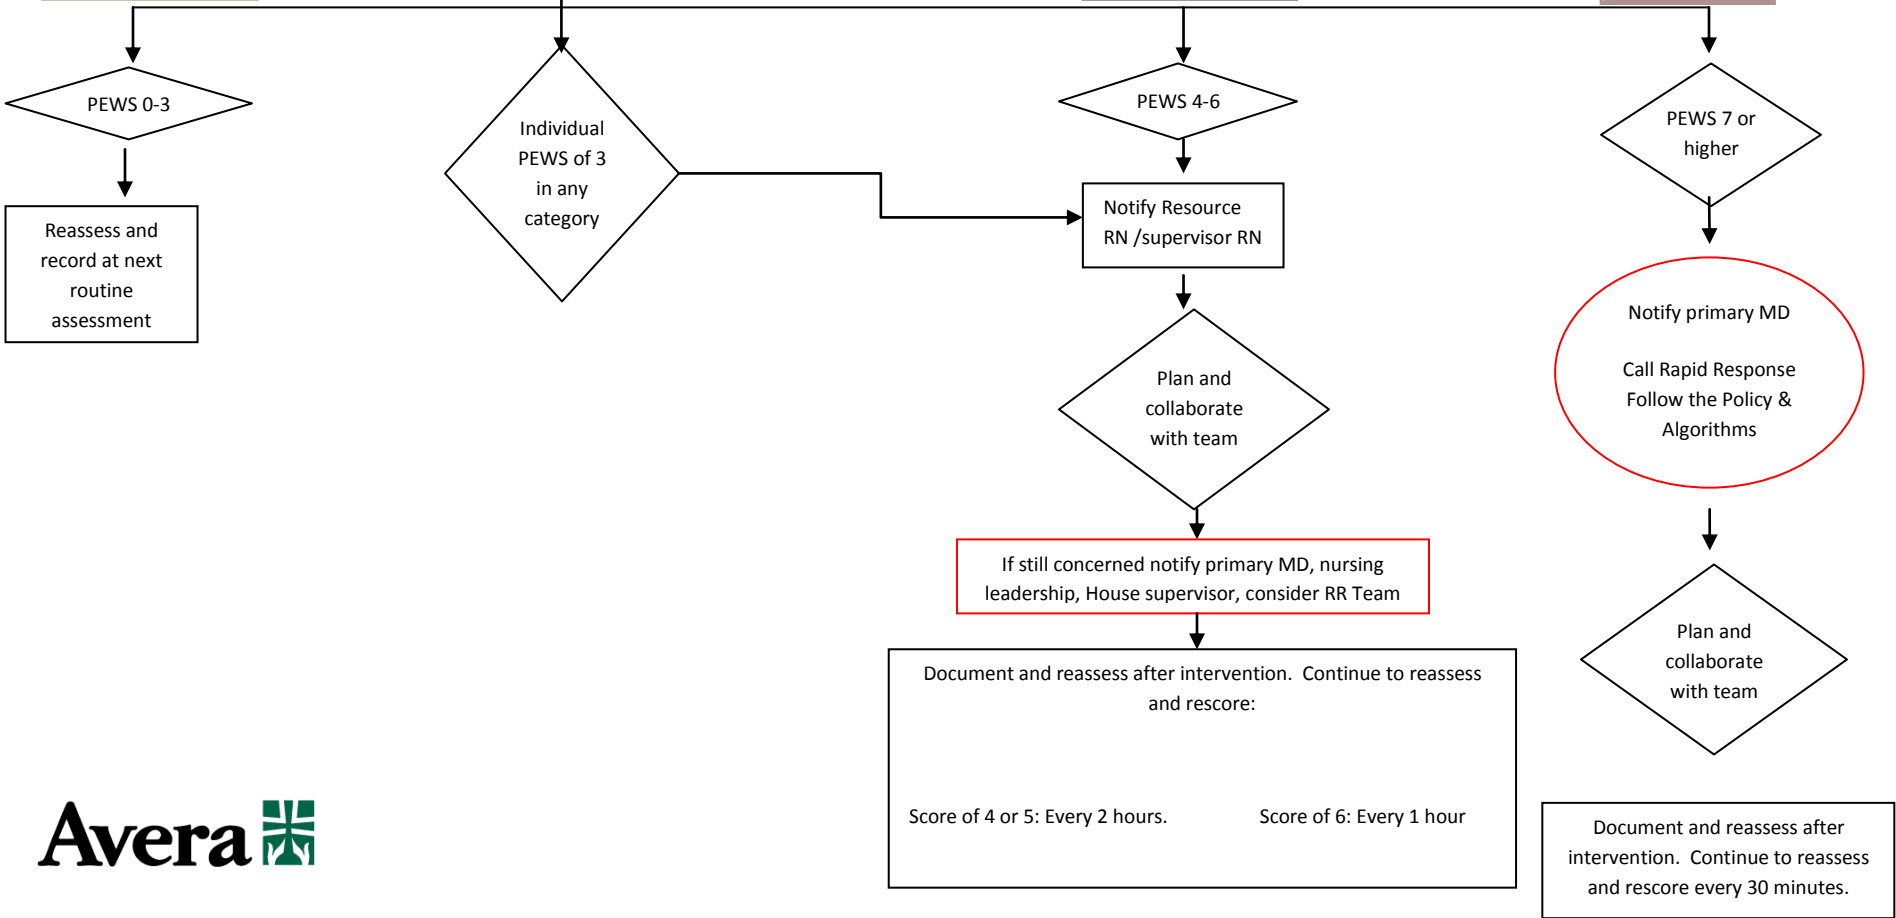 PEWS 0-3
Reassess and
record at next
routine
assessment
Individual
PEWS of 3
in any
category
PEWS 4-6
Notify Resource
RN /supervisor RN
Plan and
collaborate
with team
If still concerned notify primary MD, nursing
leadership, House supervisor, consider RR Team
Document and reassess after intervention.  Continue to reassess
and rescore:
Score of 4 or 5: Every 2 hours.
Score of 6: Every 1 hour
PEWS 7 or
higher
Notify primary MD
Call Rapid Response
Follow the Policy &
Algorithms
Plan and
collaborate
with team
Document and reassess after
intervention.  Continue to reassess
and rescore every 30 minutes.
Avera